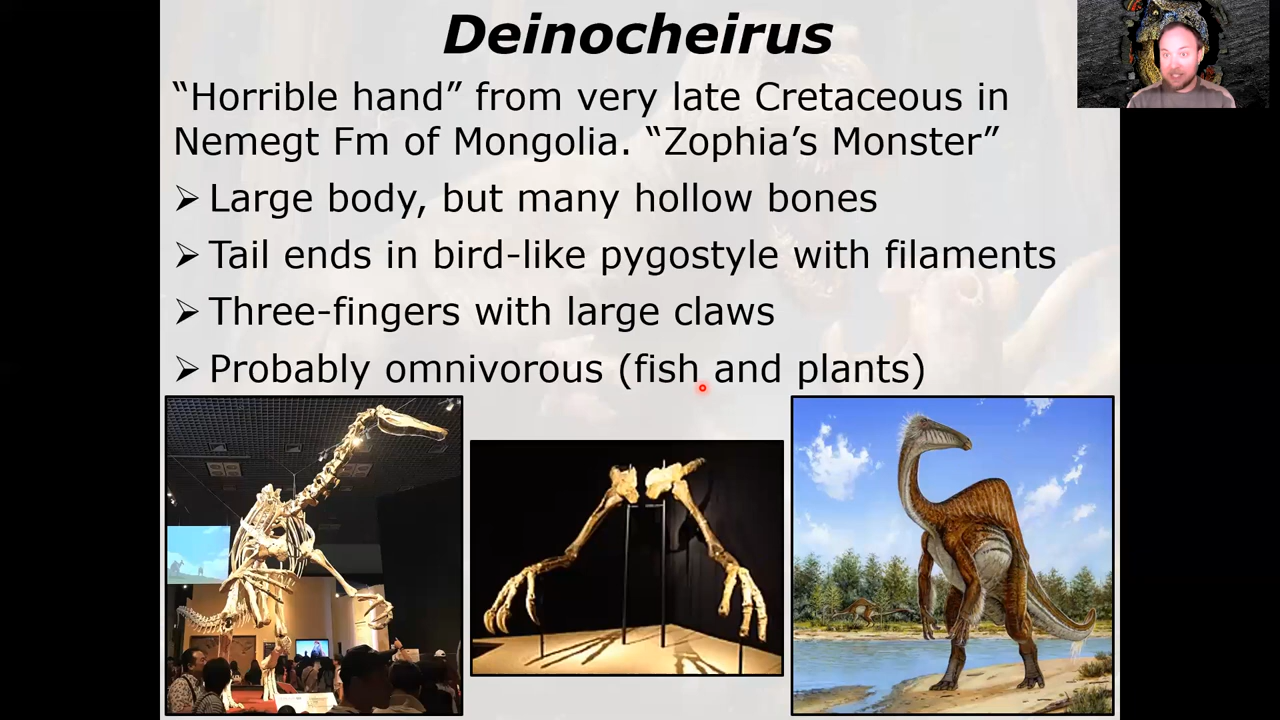 Deinocheirus
“Horrible hand” from very late Cretaceous in
Nemegt Fm of Mongolia. “Zophia’s Monster”
➢ Large body, but many hollow bones
➢ Tail ends in bird-like pygostyle with filaments
➢ Three-fingers with large claws
➢ Probably omnivorous (fish and plants)